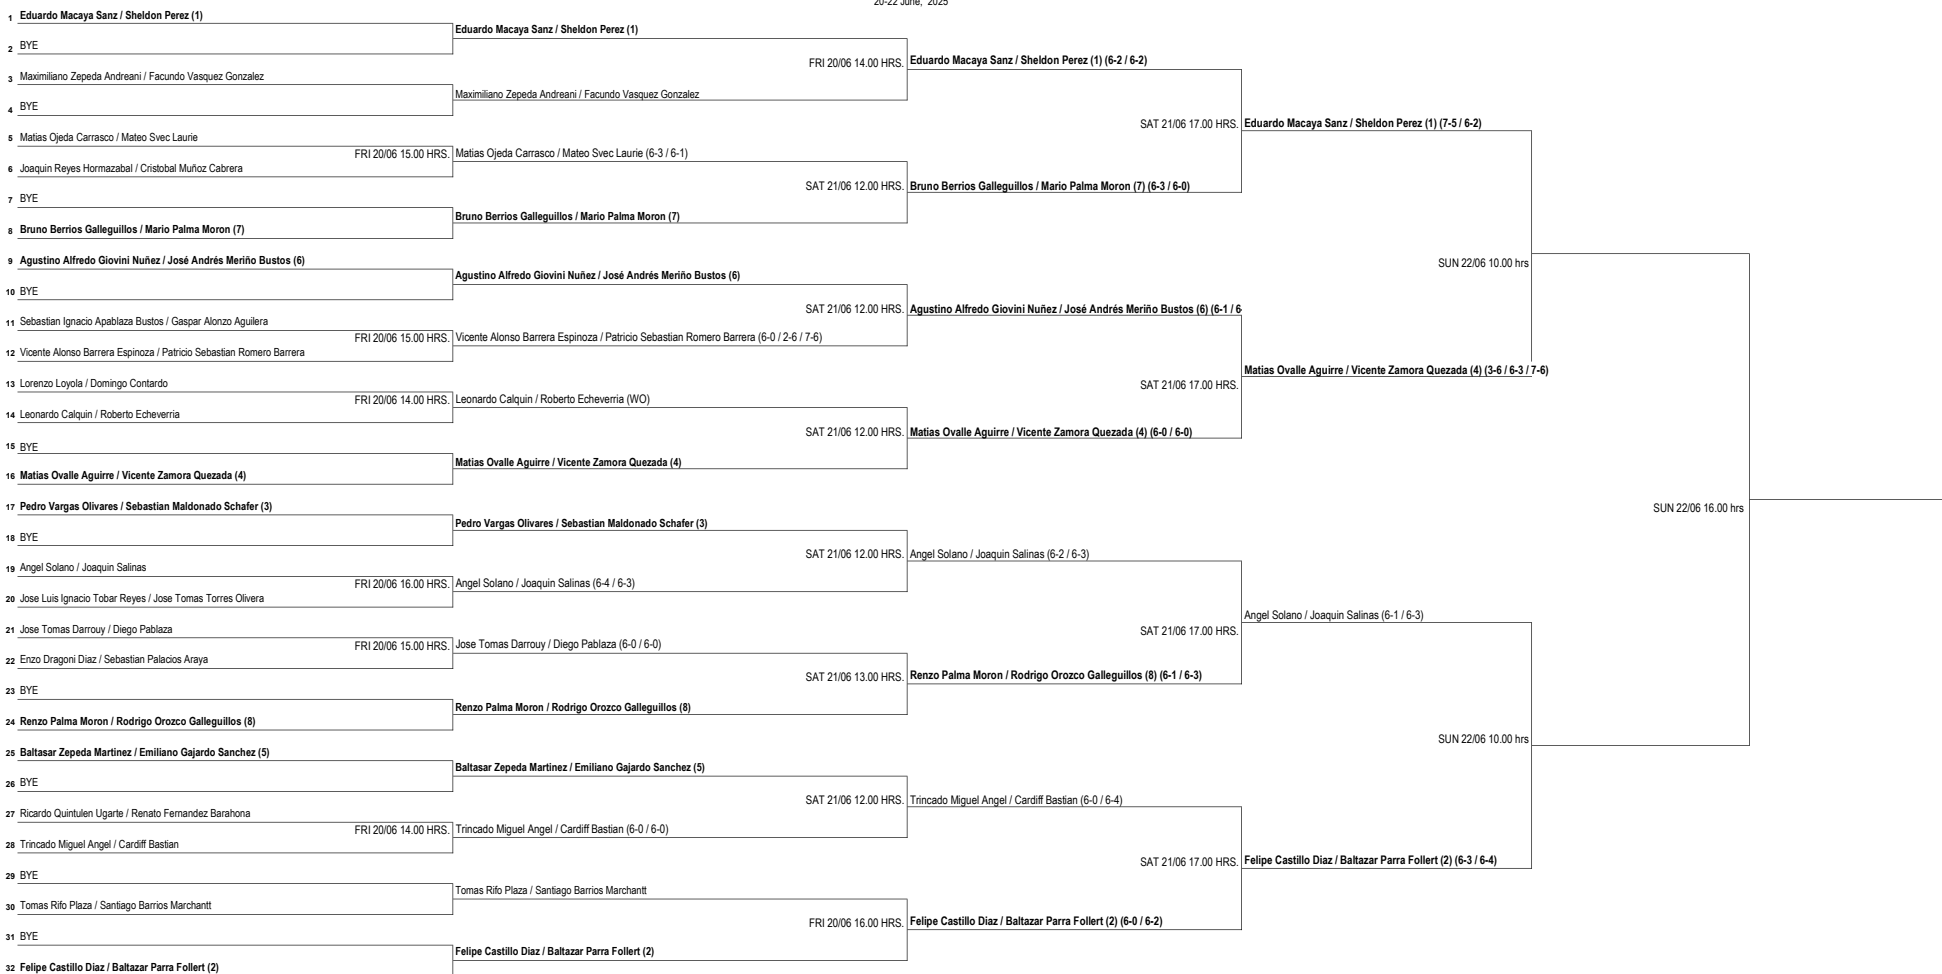 20-22 June, 2025
1 Eduardo Macaya Sanz / Sheldon Perez (1)
Eduardo Macaya Sanz / Sheldon Perez (1)
2 BYE
FRI 20/06 14.00 HRS. Eduardo Macaya Sanz / Sheldon Perez (1) (6-2 / 6-2)
3 Maximiliano Zepeda Andreani / Facundo Vasquez Gonzalez
Maximiliano Zepeda Andreani / Facundo Vasquez Gonzalez
4 BYE
SAT 21/06 17.00 HRS. Eduardo Macaya Sanz / Sheldon Perez (1) (7-5 / 6-2)
5 Matias Ojeda Carrasco / Mateo Svec Laurie
FRI 20/06 15.00 HRS. Matias Ojeda Carrasco / Mateo Svec Laurie (6-3 / 6-1)
6 Joaquin Reyes Hormazabal / Cristobal Muñoz Cabrera
SAT 21/06 12.00 HRS. Bruno Berrios Galleguillos / Mario Palma Moron (7) (6-3 / 6-0)
7 BYE
Bruno Berrios Galleguillos / Mario Palma Moron (7)
8 Bruno Berrios Galleguillos / Mario Palma Moron (7)
9 Agustino Alfredo Giovini Nuñez / José Andrés Meriño Bustos (6)
SUN 22/06 10.00 hrs
Agustino Alfredo Giovini Nuñez / José Andrés Meriño Bustos (6)
10 BYE
SAT 21/06 12.00 HRS. Agustino Alfredo Giovini Nuñez / José Andrés Meriño Bustos (6) (6-1 / 6-
11 Sebastian Ignacio Apablaza Bustos / Gaspar Alonzo Aguilera
FRI 20/06 15.00 HRS. Vicente Alonso Barrera Espinoza / Patricio Sebastian Romero Barrera (6-0 / 2-6 / 7-6)
12 Vicente Alonso Barrera Espinoza / Patricio Sebastian Romero Barrera
Matias Ovalle Aguirre / Vicente Zamora Quezada (4) (3-6 / 6-3 / 7-6)
13 Lorenzo Loyola / Domingo Contardo
SAT 21/06 17.00 HRS.
FRI 20/06 14.00 HRS. Leonardo Calquin / Roberto Echeverria (WO)
14 Leonardo Calquin / Roberto Echeverria
SAT 21/06 12.00 HRS. Matias Ovalle Aguirre / Vicente Zamora Quezada (4) (6-0 / 6-0)
15 BYE
Matias Ovalle Aguirre / Vicente Zamora Quezada (4)
16 Matias Ovalle Aguirre / Vicente Zamora Quezada (4)
17 Pedro Vargas Olivares / Sebastian Maldonado Schafer (3)
SUN 22/06 16.00 hrs
Pedro Vargas Olivares / Sebastian Maldonado Schafer (3)
18 BYE
SAT 21/06 12.00 HRS. Angel Solano / Joaquin Salinas (6-2 / 6-3)
19 Angel Solano / Joaquin Salinas
FRI 20/06 16.00 HRS. Angel Solano / Joaquin Salinas (6-4 / 6-3)
20 Jose Luis Ignacio Tobar Reyes / Jose Tomas Torres Olivera
Angel Solano / Joaquin Salinas (6-1 / 6-3)
21 Jose Tomas Darrouy / Diego Pablaza
SAT 21/06 17.00 HRS.
FRI 20/06 15.00 HRS. Jose Tomas Darrouy / Diego Pablaza (6-0 / 6-0)
22 Enzo Dragoni Diaz / Sebastian Palacios Araya
SAT 21/06 13.00 HRS. Renzo Palma Moron / Rodrigo Orozco Galleguillos (8) (6-1 / 6-3)
23 BYE
Renzo Palma Moron / Rodrigo Orozco Galleguillos (8)
24 Renzo Palma Moron / Rodrigo Orozco Galleguillos (8)
SUN 22/06 10.00 hrs
25 Baltasar Zepeda Martinez / Emiliano Gajardo Sanchez (5)
Baltasar Zepeda Martinez / Emiliano Gajardo Sanchez (5)
26 BYE
SAT 21/06 12.00 HRS. Trincado Miguel Angel / Cardiff Bastian (6-0 / 6-4)
27 Ricardo Quintulen Ugarte / Renato Fernandez Barahona
FRI 20/06 14.00 HRS. Trincado Miguel Angel / Cardiff Bastian (6-0 / 6-0)
28 Trincado Miguel Angel / Cardiff Bastian
SAT 21/06 17.00 HRS. Felipe Castillo Diaz / Baltazar Parra Follert (2) (6-3 / 6-4)
29 BYE
Tomas Rifo Plaza / Santiago Barrios Marchantt
30 Tomas Rifo Plaza / Santiago Barrios Marchantt
FRI 20/06 16.00 HRS. Felipe Castillo Diaz / Baltazar Parra Follert (2) (6-0 / 6-2)
31 BYE
Felipe Castillo Diaz / Baltazar Parra Follert (2)
32 Felipe Castillo Diaz / Baltazar Parra Follert (2)